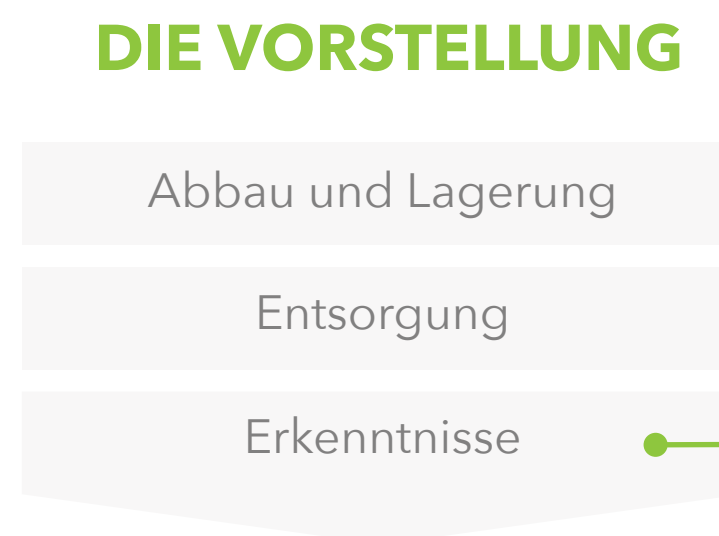 DIE VORSTELLUNG
Abbau und Lagerung
Entsorgung
Erkenntnisse